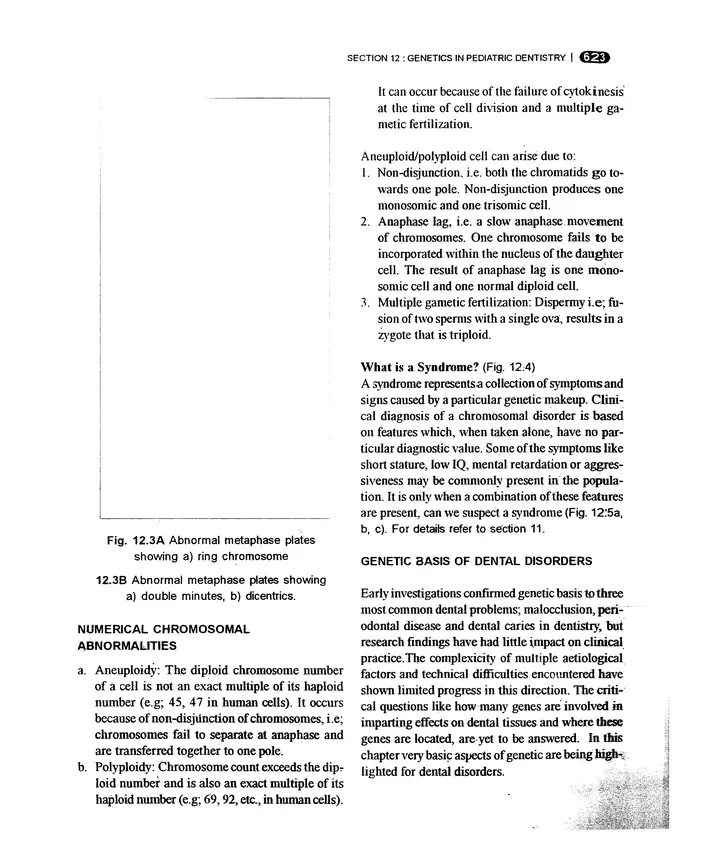 SECTION 12 : GENETICS IN PEDIATRIC DENTISTRY | 623
Fig. 12.3A Abnormal metaphase plates
showing a) ring chromosome
12.3B Abnormal metaphase plates showing
a) double minutes, b) dicentrics.
NUMERICAL CHROMOSOMAL
ABNORMALITIES
a. Aneuploidy: The diploid chromosome number
of a cell is not an exact multiple of its haploid
number (e.g; 45, 47 in human cells). It occurs
because of non-disjunction of chromosomes, i.e;
chromosomes fail to separate at anaphase and
are transferred together to one pole.
b. Polyploidy: Chromosome count exceeds the dip-
loid number and is also an exact multiple of its
haploid number (e.g; 69, 92, etc., in human cells).
It can occur because of the failure of cytokinesis
at the time of cell division and a multiple ga-
metic fertilization.
Aneuploid/polyploid cell can arise due to:
1. Non-disjunction, i.e. both the chromatids go to-
wards one pole. Non-disjunction produces one
monosomic and one trisomic cell.
2. Anaphase lag, i.e. a slow anaphase movement
of chromosomes. One chromosome fails to be
incorporated within the nucleus of the daughter
cell. The result of anaphase lag is one mono-
somic cell and one normal diploid cell.
3. Multiple gametic fertilization: Dispermy i.e; fu-
sion of two sperms with a single ova, results in a
zygote that is triploid.
What is a Syndrome? (Fig. 12.4)
A syndrome represents a collection of symptoms and
signs caused by a particular genetic makeup. Clini-
cal diagnosis of a chromosomal disorder is based
on features which, when taken alone, have no par-
ticular diagnostic value. Some of the symptoms like
short stature, low IQ, mental retardation or aggres-
siveness may be commonly present in the popula-
tion. It is only when a combination of these features
are present, can we suspect a syndrome (Fig. 12.5a,
b, c). For details refer to section 11.
GENETIC BASIS OF DENTAL DISORDERS
Early investigations confirmed genetic basis to three
most common dental problems; malocclusion, peri-
odontal disease and dental caries in dentistry, but
research findings have had little impact on clinical
practice.The complexicity of multiple aetiological
factors and technical difficulties encountered have
shown limited progress in this direction. The criti-
cal questions like how many genes are involved in
imparting effects on dental tissues and where these
genes are located, are yet to be answered. In this
chapter very basic aspects of genetic are being high-
lighted for dental disorders.